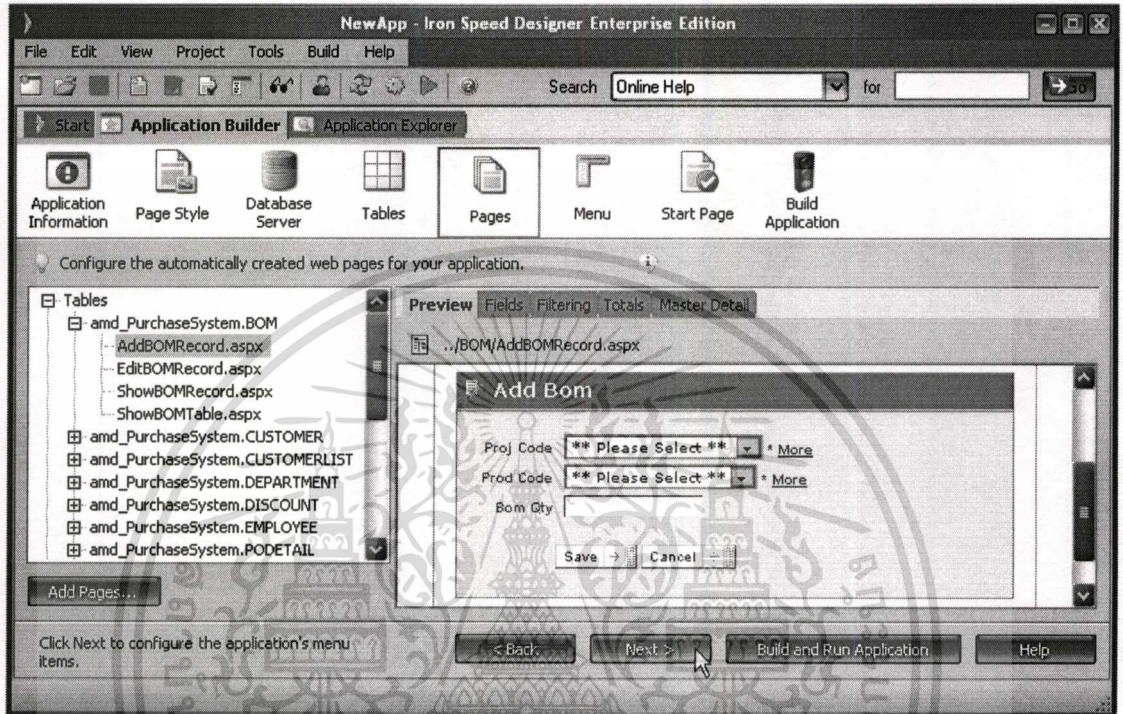 NewApp - Iron Speed Designer Enterprise Edition
File Edit View Project Tools Build Help
Search Online Help for Go
Start Application Builder Application Explorer
Application Information Page Style Database Server Tables Pages Menu Start Page Build Application
Configure the automatically created web pages for your application.
Tables
amd_PurchaseSystem.BOM
AddBOMRecord.aspx
EditBOMRecord.aspx
ShowBOMRecord.aspx
ShowBOMTable.aspx
amd_PurchaseSystem.CUSTOMER
amd_PurchaseSystem.CUSTOMERLIST
amd_PurchaseSystem.DEPARTMENT
amd_PurchaseSystem.DISCOUNT
amd_PurchaseSystem.EMPLOYEE
amd_PurchaseSystem.PODETAIL
Add Pages...
Preview Fields Filtering Totals Master Detail
../BOM/AddBOMRecord.aspx
Add Bom
Proj Code ** Please Select ** * More
Prod Code ** Please Select ** * More
Bom Qty
Save Cancel
Click Next to configure the application's menu
items.
< Back Next > Build and Run Application Help